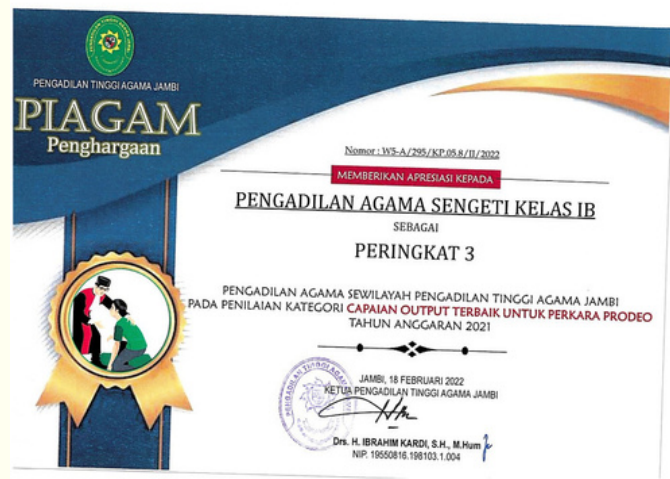 PENGADILAN TINGGI AGAMA JAMBI
PIAGAM
Penghargaan
Nomor : W5-A/295/KP.05.8/II/2022
MEMBERIKAN APRESIASI KEPADA
PENGADILAN AGAMA SENGETI KELAS IB
SEBAGAI
PERINGKAT 3
PENGADILAN AGAMA SEWILAYAH PENGADILAN TINGGI AGAMA JAMBI
PADA PENILAIAN KATEGORI CAPAIAN OUTPUT TERBAIK UNTUK PERKARA PRODEO
TAHUN ANGGARAN 2021
JAMBI, 18 FEBRUARI 2022
KETUA PENGADILAN TINGGI AGAMA JAMBI
Drs. H. IBRAHIM KARDI, S.H., M.Hum
NIP. 19550816.198103.1.004